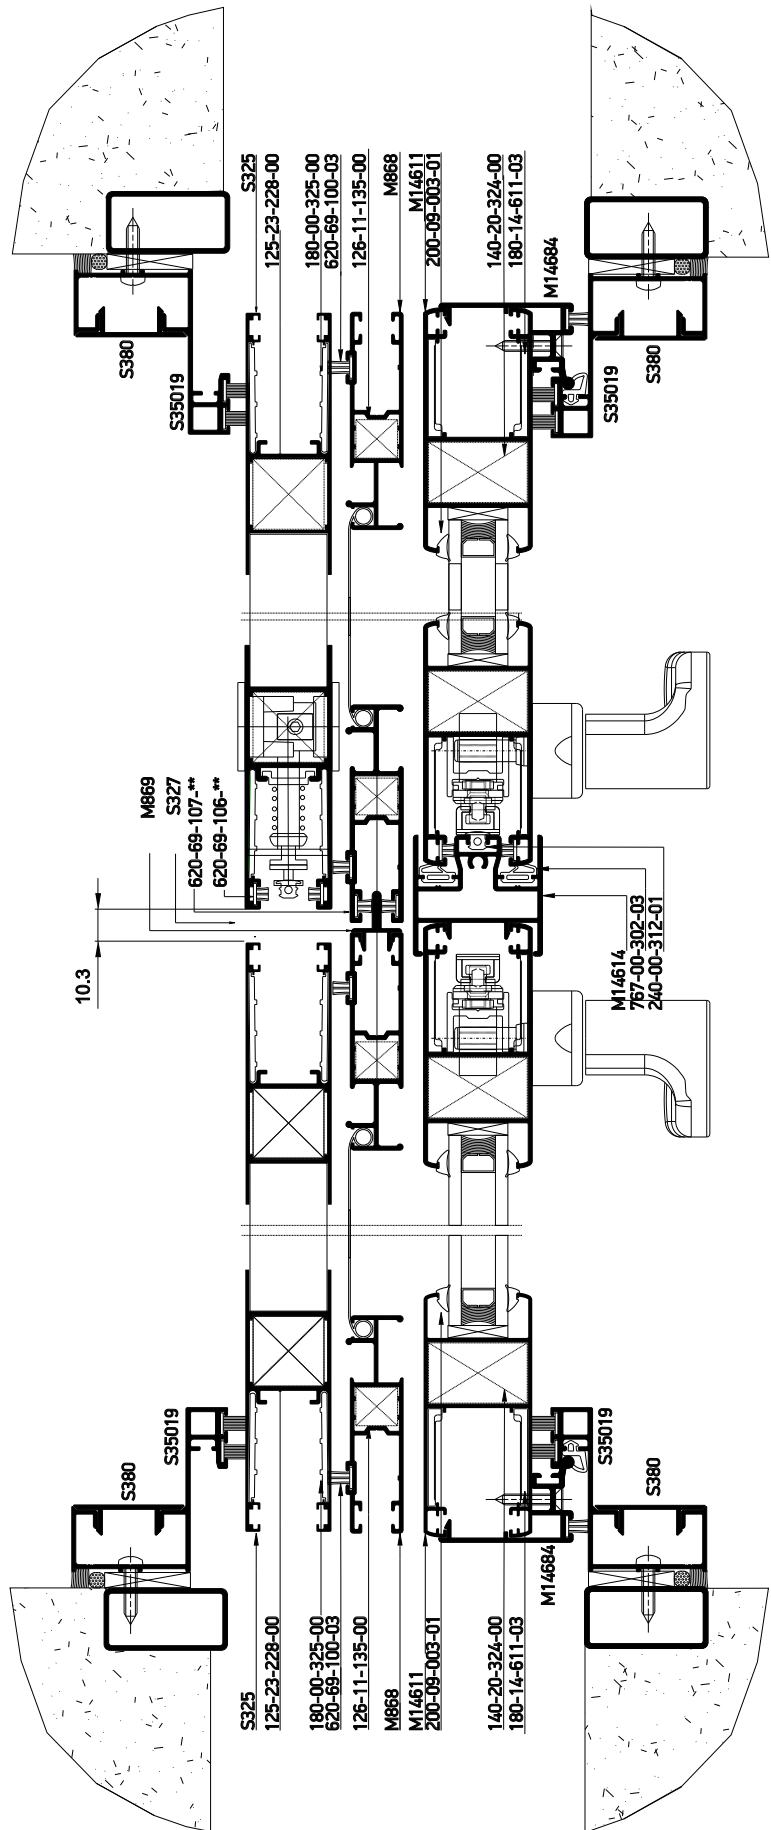 S325
125-23-228-00
180-00-325-00
620-69-100-03
126-11-135-00
M868
M14611
200-09-003-01
140-20-324-00
180-14-611-03
M14684
S380
S35019
S380
S35019
M869
S327
620-69-107-**
620-69-106-**
10.3
M14614
767-00-302-03
240-00-312-01
S35019
S380
S35019
S380
M14684
S325
125-23-228-00
180-00-325-00
620-69-100-03
126-11-135-00
M868
M14611
200-09-003-01
140-20-324-00
180-14-611-03